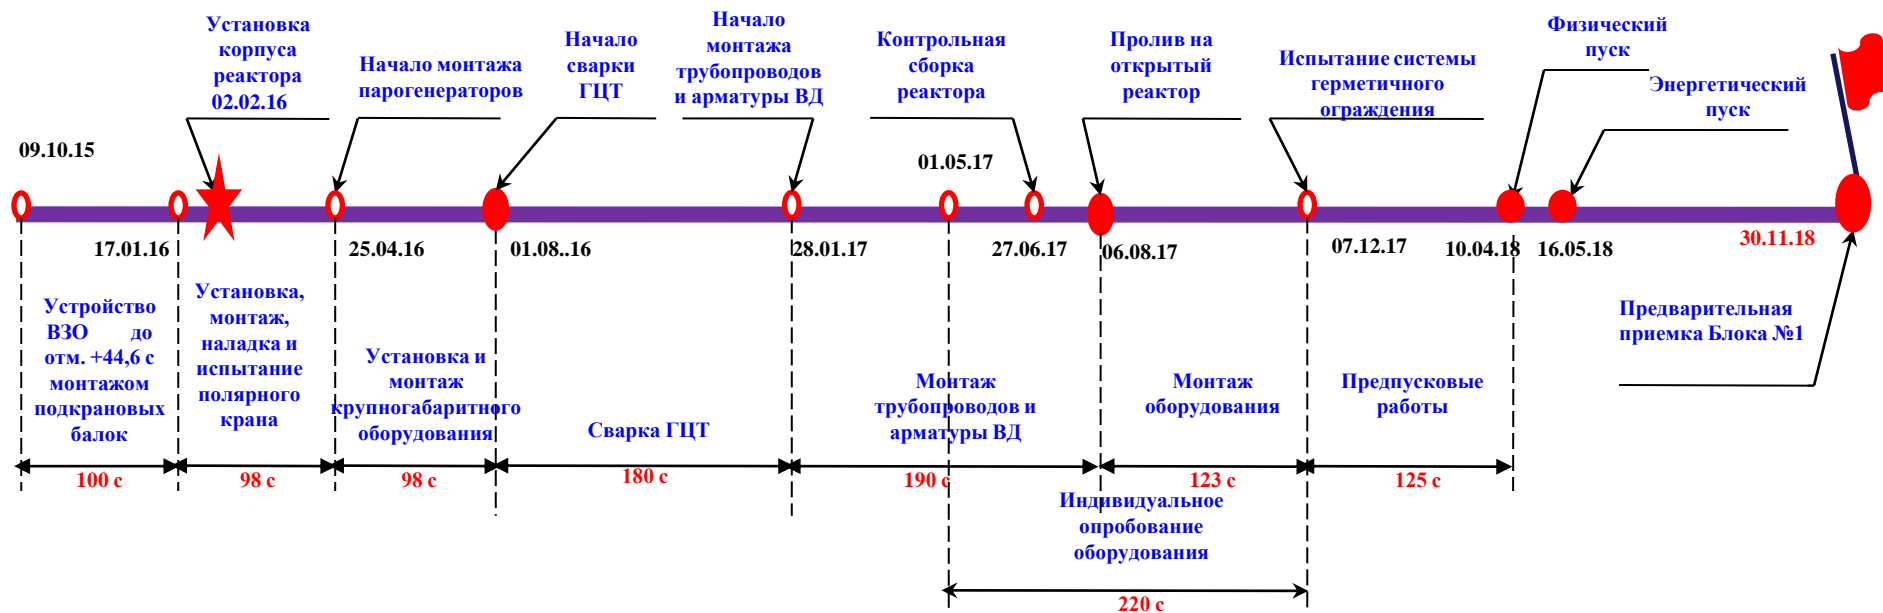 Установка
корпуса
реактора
02.02.16
Начало монтажа
парогенераторов
Начало
сварки
ГЦТ
Начало
монтажа
трубопроводов
и арматуры ВД
Контрольная
сборка
реактора
Пролив на
открытый
реактор
Испытание системы
герметичного
ограждения
Физический
пуск
Энергетический
пуск
09.10.15
01.05.17
17.01.16
25.04.16
01.08..16
28.01.17
27.06.17
06.08.17
07.12.17
10.04.18
16.05.18
30.11.18
Устройство
ВЗО до
отм. +44,6 с
монтажом
подкрановых
балок
Установка,
монтаж,
наладка и
испытание
полярного
крана
Установка и
монтаж
крупногабаритного
оборудования
Сварка ГЦТ
Монтаж
трубопроводов и
арматуры ВД
Монтаж
оборудования
Предпусковые
работы
Предварительная
приемка Блока №1
100 с
98 с
98 с
180 с
190 с
123 с
125 с
Индивидуальное
опробование
оборудования
220 с